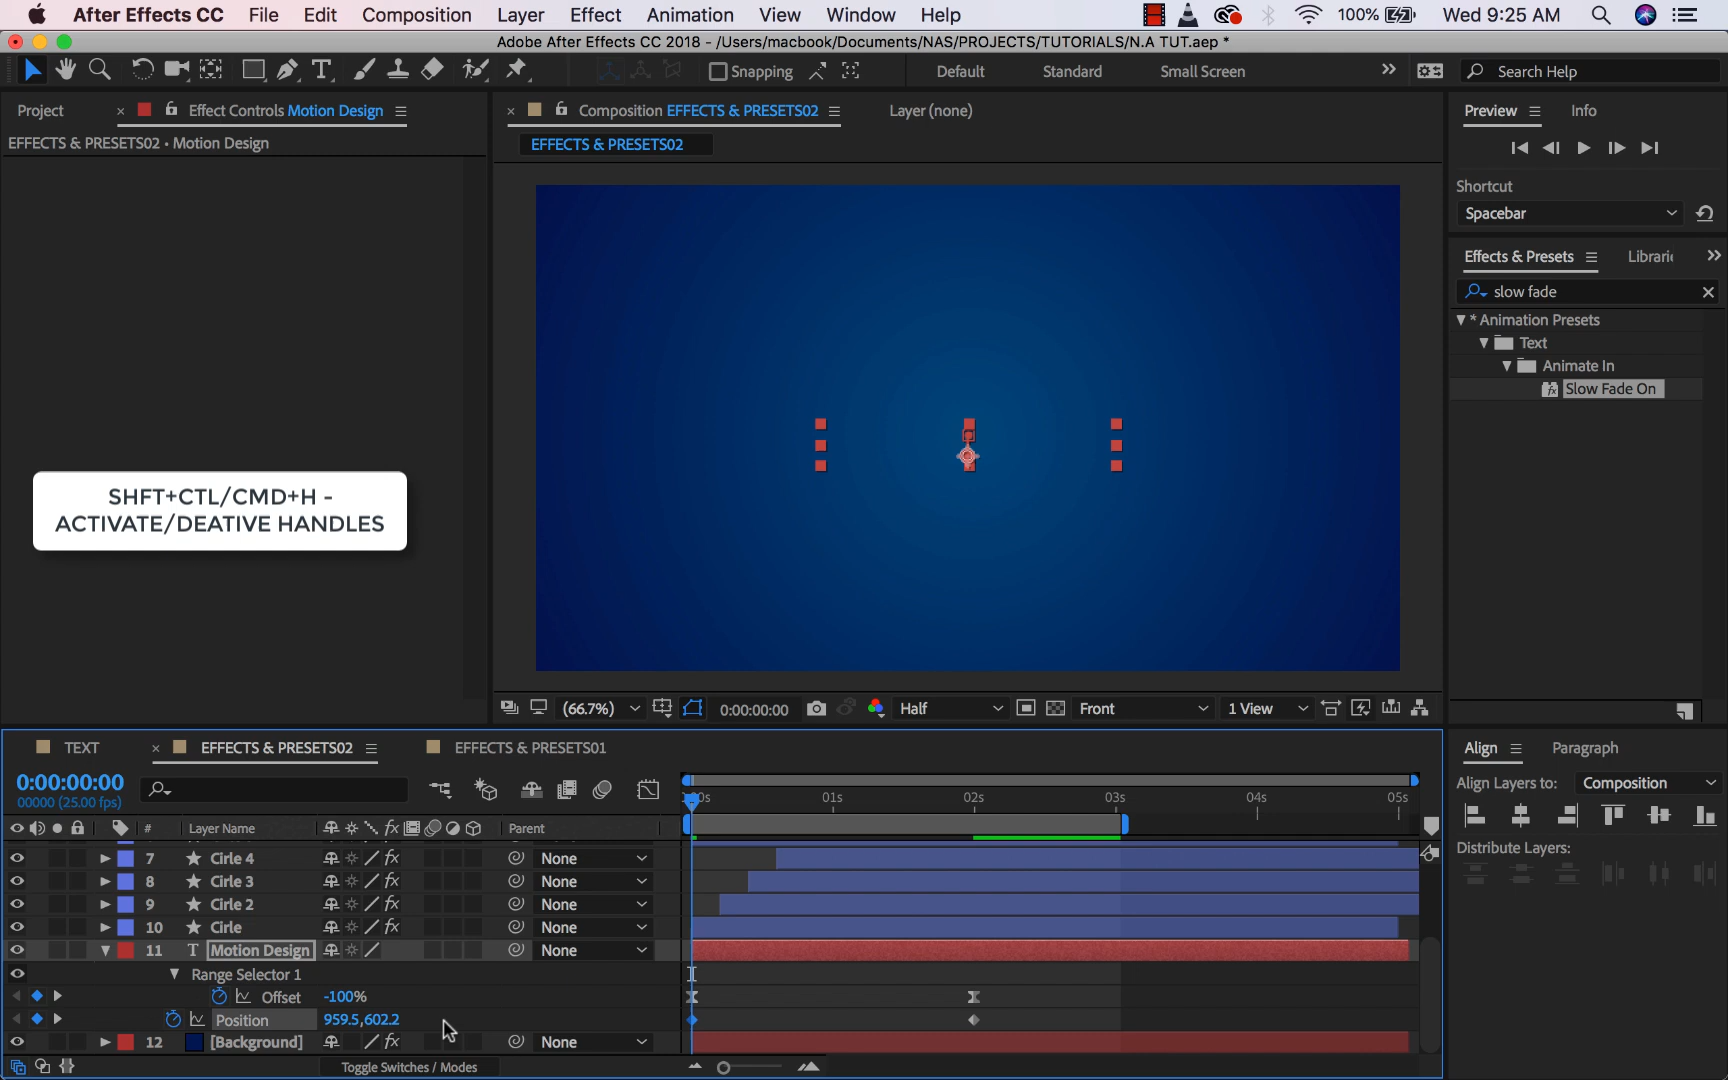 After Effects CC File Edit Composition Layer Effect Animation View Window Help 100% Wed 9:25 AM
Adobe After Effects CC 2018 - /Users/macbook/Documents/NAS/PROJECTS/TUTORIALS/N.A TUT.aep *
T Snapping Default Standard Small Screen » Search Help
Project × Effect Controls Motion Design × Composition EFFECTS & PRESETS02 Layer (none) Preview Info
EFFECTS & PRESETS02 • Motion Design
EFFECTS & PRESETS02
Shortcut
Spacebar
Effects & Presets Librari »
slow fade ×
* Animation Presets
Text
Animate In
Slow Fade On
SHFT+CTL/CMD+H -
ACTIVATE/DEATIVE HANDLES
(66.7%) 0:00:00:00 Half Front 1 View
TEXT × EFFECTS & PRESETS02 EFFECTS & PRESETS01 Align Paragraph
0:00:00:00
00000 (25.00 fps)
01s 02s 03s 04s 05s
Align Layers to: Composition
# Layer Name fx Parent
Distribute Layers:
7 Cirle 4 fx None
8 Cirle 3 fx None
9 Cirle 2 fx None
10 Cirle fx None
11 T Motion Design None
Range Selector 1
Offset -100%
Position 959.5,602.2
12 [Background] fx None
Toggle Switches / Modes